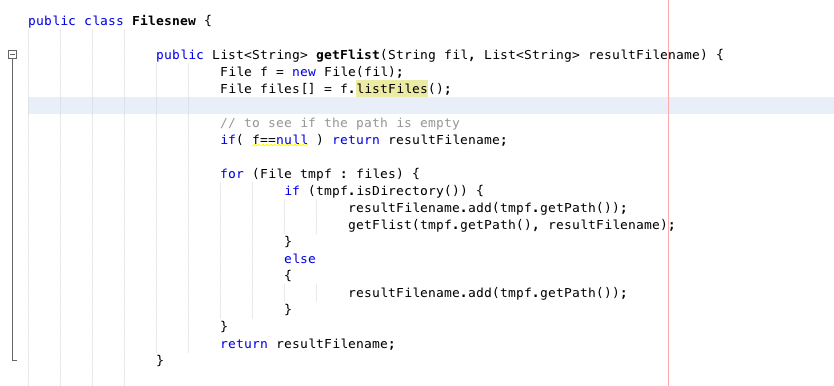 public class Filesnew {
public List<String> getFlist(String fil, List<String> resultFilename) {
File f = new File(fil);
File files[] = f.listFiles();
// to see if the path is empty
if( f==null ) return resultFilename;
for (File tmpf : files) {
if (tmpf.isDirectory()) {
resultFilename.add(tmpf.getPath());
getFlist(tmpf.getPath(), resultFilename);
}
else
{
resultFilename.add(tmpf.getPath());
}
}
return resultFilename;
}